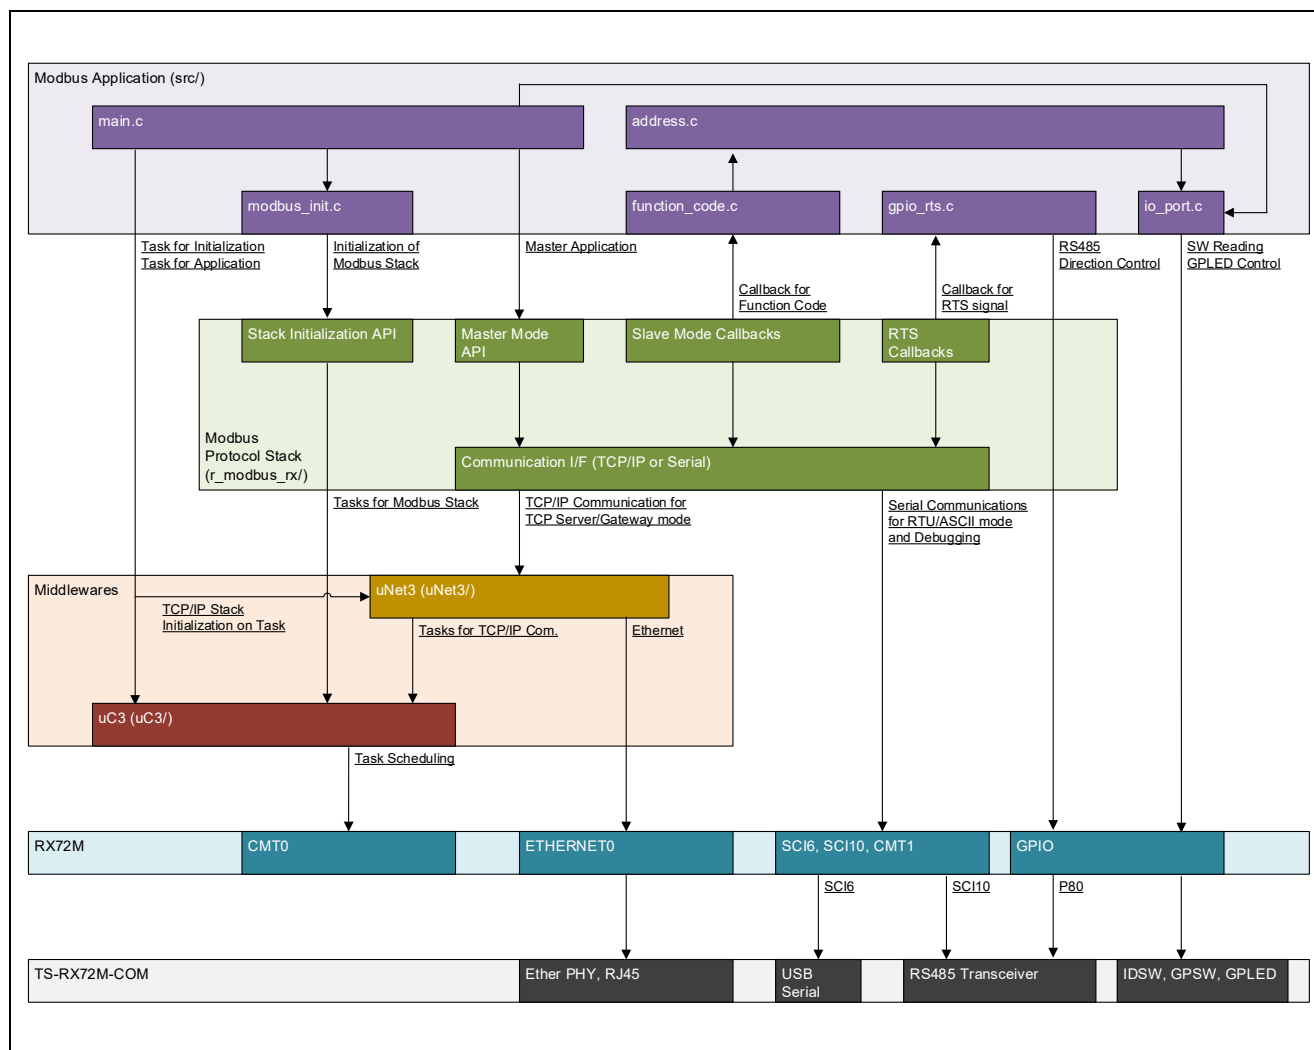 Modbus Application (src/)
main.c
address.c
modbus_init.c
function_code.c
gpio_rts.c
io_port.c
Task for Initialization
Task for Application
Initialization of
Modbus Stack
Master Application
RS485
Direction Control
SW Reading
GPLED Control
Callback for
Function Code
Callback for
RTS signal
Stack Initialization API
Master Mode
API
Slave Mode Callbacks
RTS
Callbacks
Modbus
Protocol Stack
(r_modbus_rx/)
Communication I/F (TCP/IP or Serial)
Tasks for Modbus Stack
TCP/IP Communication for
TCP Server/Gateway mode
Serial Communications
for RTU/ASCII mode
and Debugging
Middlewares
uNet3 (uNet3/)
TCP/IP Stack
Initialization on Task
Tasks for TCP/IP Com.
Ethernet
uC3 (uC3/)
Task Scheduling
RX72M
CMT0
ETHERNET0
SCI6, SCI10, CMT1
GPIO
SCI6
SCI10
P80
TS-RX72M-COM
Ether PHY, RJ45
USB
Serial
RS485 Transceiver
IDSW, GPSW, GPLED